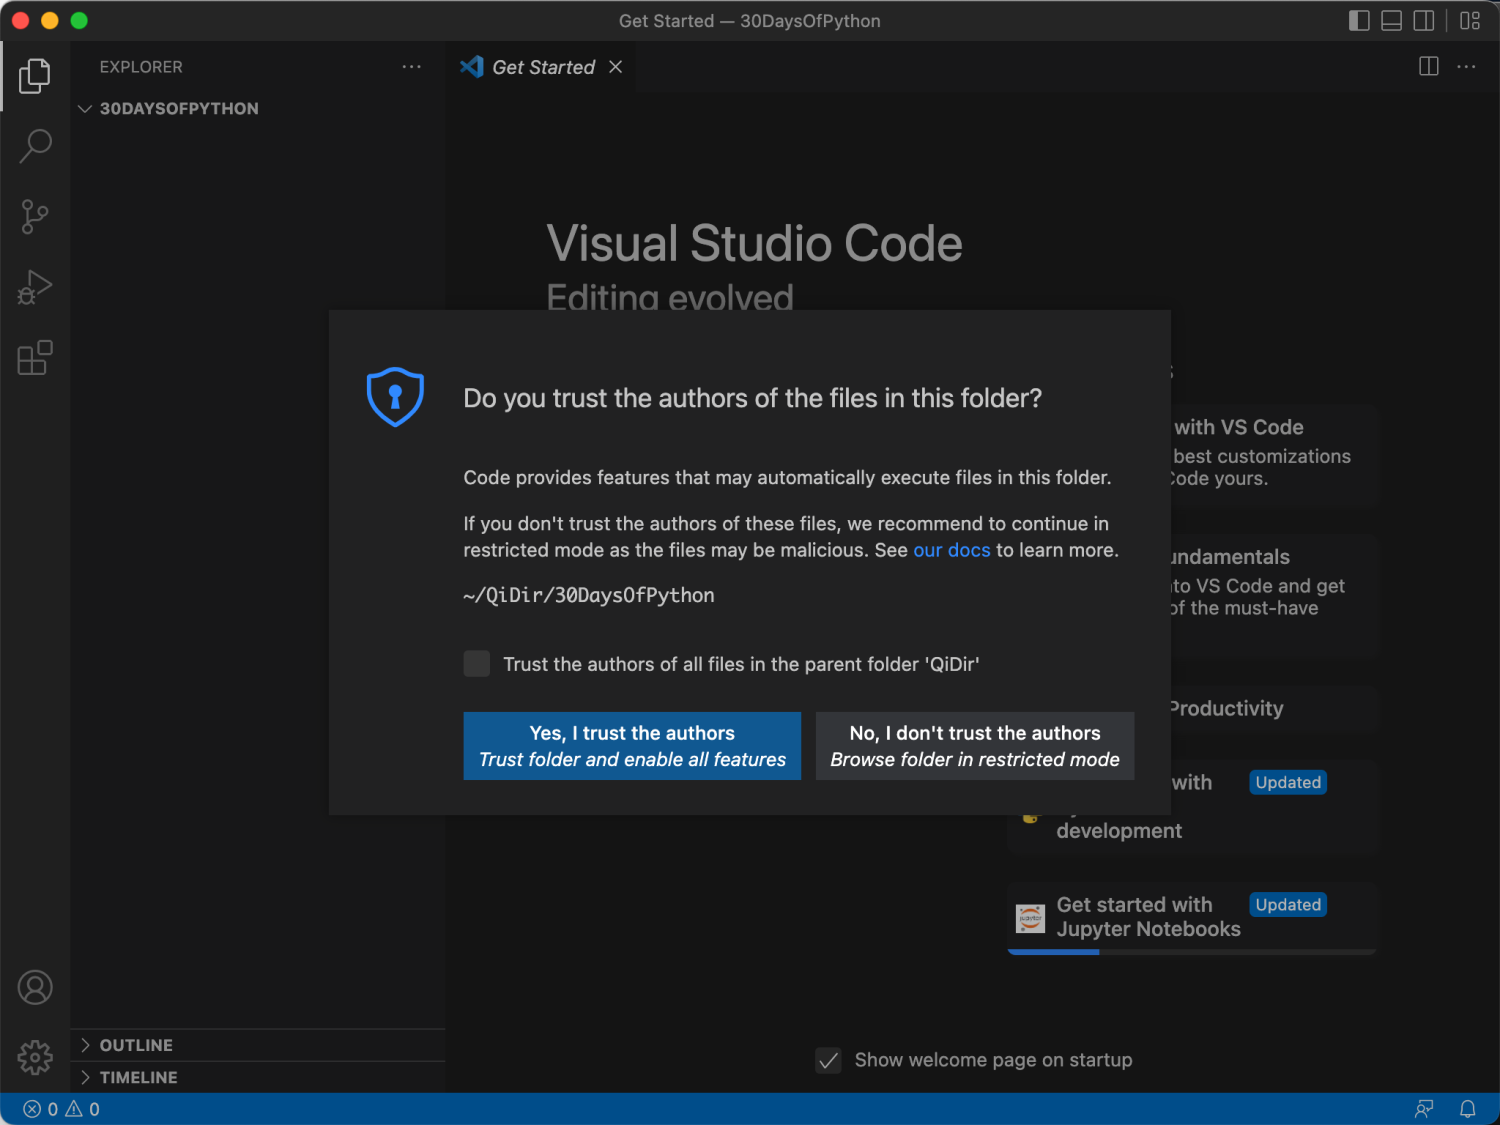 Get Started — 30DaysOfPython
EXPLORER
30DAYSOFPYTHON
Get Started
Visual Studio Code
Editing evolved
Do you trust the authors of the files in this folder?
Code provides features that may automatically execute files in this folder.
If you don't trust the authors of these files, we recommend to continue in
restricted mode as the files may be malicious. See our docs to learn more.
~/QiDir/30DaysOfPython
Trust the authors of all files in the parent folder 'QiDir'
Yes, I trust the authors
Trust folder and enable all features
No, I don't trust the authors
Browse folder in restricted mode
with VS Code
best customizations
Code yours.
undamentals
to VS Code and get
of the must-have
Productivity
with
Updated
development
Get started with
Updated
Jupyter Notebooks
Show welcome page on startup
OUTLINE
TIMELINE
0
0